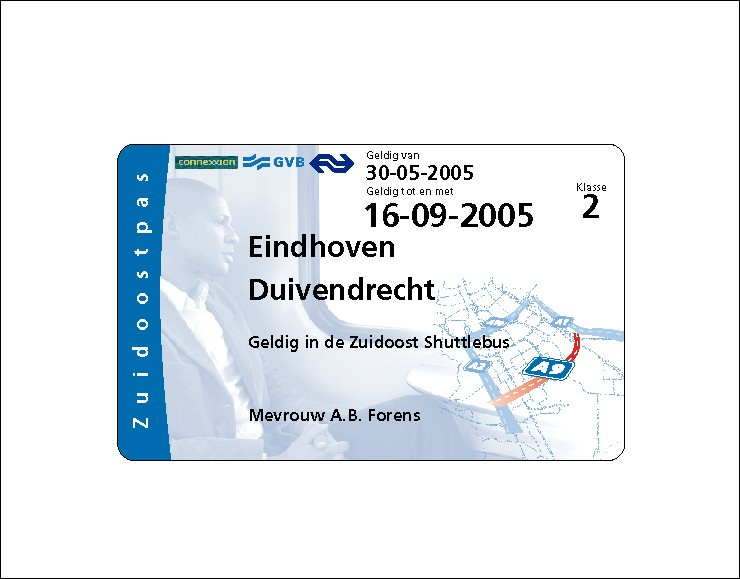 Zuidoostpas
connexxion GVB
Geldig van
30-05-2005
Geldig tot en met
16-09-2005
Klasse
2
Eindhoven
Duivendrecht
Geldig in de Zuidoost Shuttlebus
A9
Mevrouw A.B. Forens